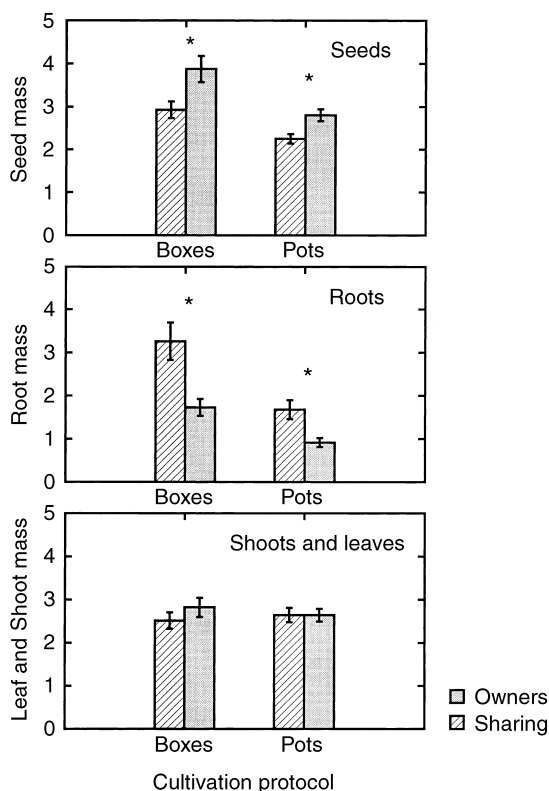 5
*
Seeds
4
*
3
2
1
0
Seed mass
Boxes Pots
5
*
Roots
4
3
*
2
1
0
Root mass
Boxes Pots
5
Shoots and leaves
4
3
2
1
0
Leaf and Shoot mass
Boxes Pots
Owners
Sharing
Cultivation protocol